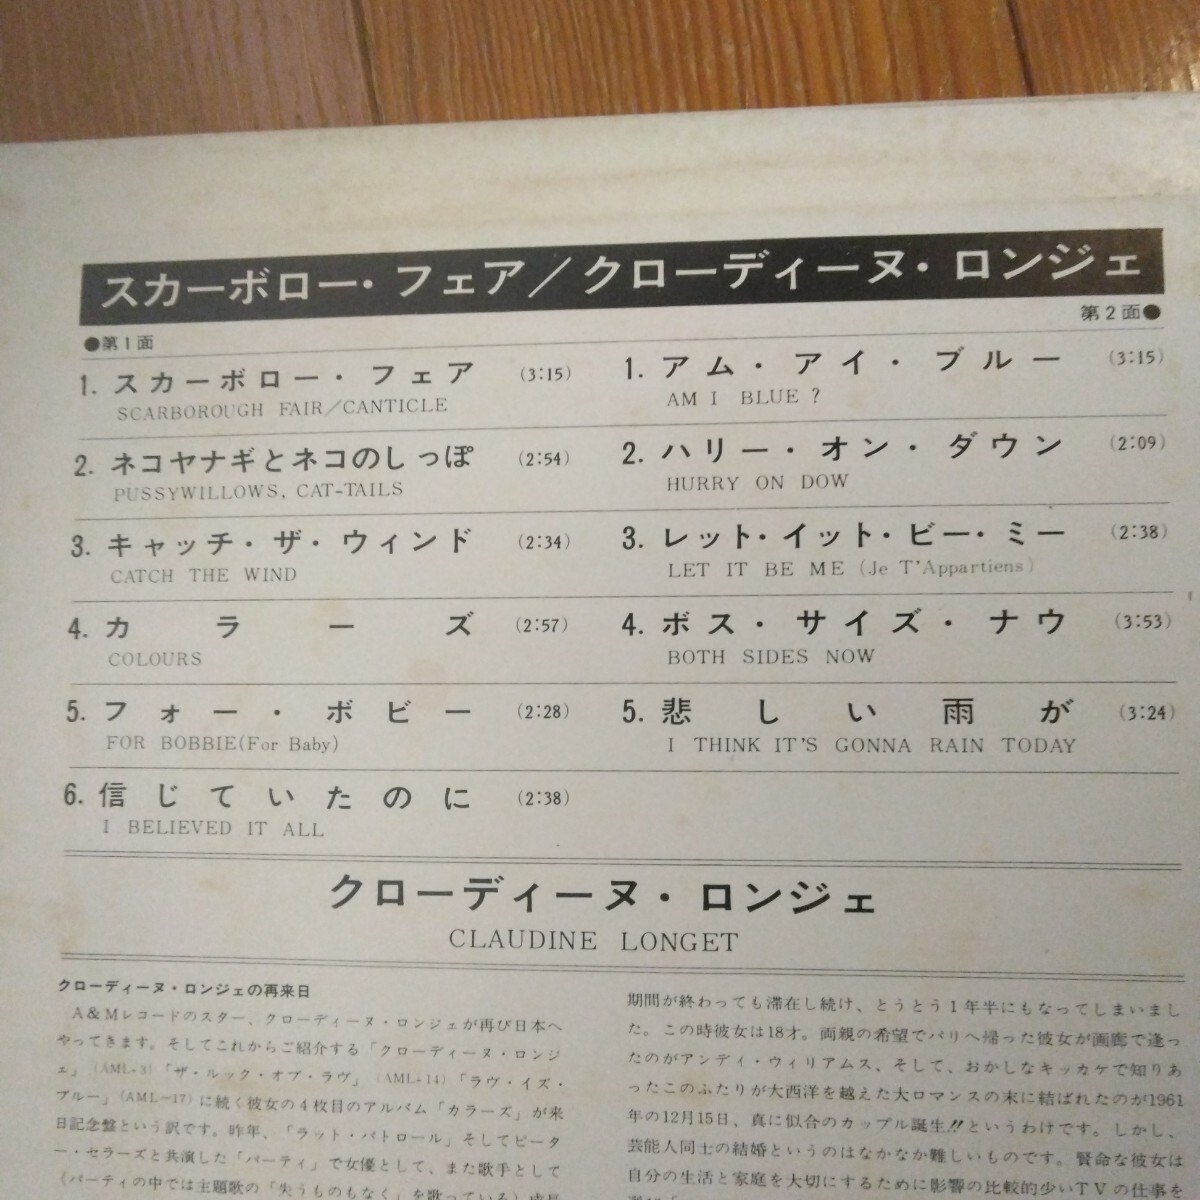 スカーボロー・フェア／クローディーヌ・ロンジェ
●第1面
1. スカーボロー・フェア (3:15)
SCARBOROUGH FAIR／CANTICLE
2. ネコヤナギとネコのしっぽ (2:54)
PUSSYWILLOWS, CAT-TAILS
3. キャッチ・ザ・ウィンド (2:34)
CATCH THE WIND
4. カラーズ (2:57)
COLOURS
5. フォー・ボビー (2:28)
FOR BOBBIE(For Baby)
6. 信じていたのに (2:38)
I BELIEVED IT ALL
第2面●
1. アム・アイ・ブルー (3:15)
AM I BLUE ?
2. ハリー・オン・ダウン (2:09)
HURRY ON DOW
3. レット・イット・ビー・ミー (2:38)
LET IT BE ME (Je T'Appartiens)
4. ボス・サイズ・ナウ (3:53)
BOTH SIDES NOW
5. 悲しい雨が (3:24)
I THINK IT'S GONNA RAIN TODAY
クローディーヌ・ロンジェ
CLAUDINE LONGET
クローディーヌ・ロンジェの再来日
A&Mレコードのスター、クローディーヌ・ロンジェが再び日本へ
やってきます。そしてこれからご紹介する「クローディーヌ・ロンジ
ェ」(AML-3)「ザ・ルック・オブ・ラヴ」(AML-14)「ラヴ・イズ・
ブルー」(AML-17)に続く彼女の4枚目のアルバム「カラーズ」が来
日記念盤という訳です。昨年、「ラット・パトロール」そしてピータ
ー・セラーズと共演した「パーティ」で女優として、また歌手として
(パーティの中では主題歌の「失うものもなく」を歌っている)成長
期間が終わっても滞在し続け、とうとう1年半にもなってしまいまし
た。この時彼女は18才。両親の希望でパリへ帰った彼女が画廊で逢っ
たのがアンディ・ウィリアムス、そして、おかしなキッカケで知りあ
ったこのふたりが大西洋を越えた大ロマンスの末に結ばれたのが1961
年の12月15日、真に似合のカップル誕生!!というわけです。しかし、
芸能人同士の結婚というのはなかなか難しいものです。賢命な彼女は
自分の生活と家庭を大切にするために影響の比較的少いTVの仕事を